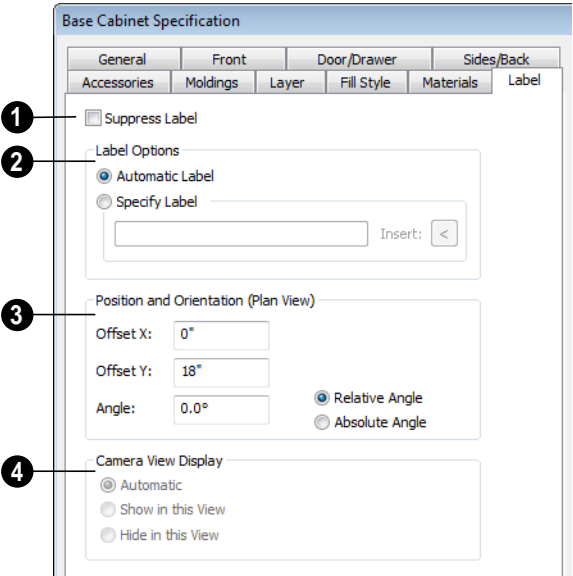 Base Cabinet Specification
General Front Door/Drawer Sides/Back
Accessories Moldings Layer Fill Style Materials Label
1 Suppress Label
2 Label Options
Automatic Label
Specify Label
Insert: <
3 Position and Orientation (Plan View)
Offset X: 0"
Offset Y: 18"
Relative Angle
Angle: 0.0°
Absolute Angle
4 Camera View Display
Automatic
Show in this View
Hide in this View